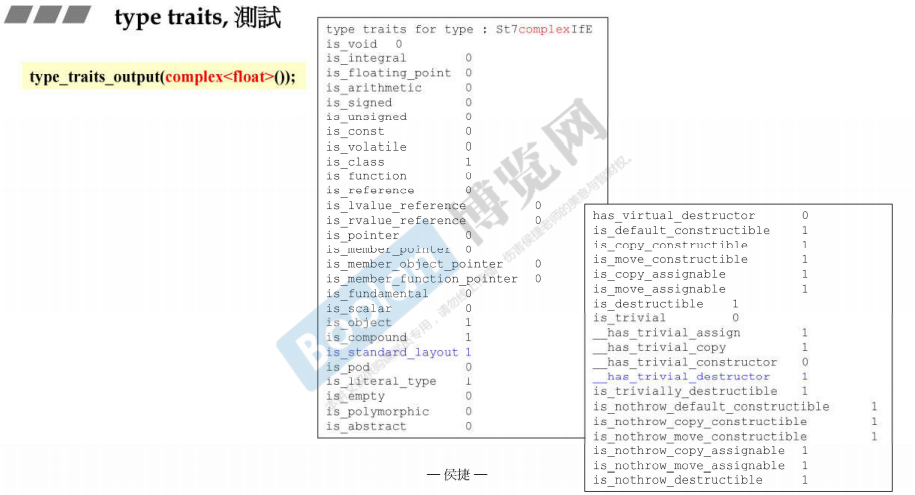 type traits, 測試
type_traits_output(complex<float>());
type traits for type : St7complexIfE
is_void 0
is_integral 0
is_floating_point 0
is_arithmetic 0
is_signed 0
is_unsigned 0
is_const 0
is_volatile 0
is_class 1
is_function 0
is_reference 0
is_lvalue_reference 0
is_rvalue_reference 0
is_pointer 0
is_member_pointer 0
is_member_object_pointer 0
is_member_function_pointer 0
is_fundamental 0
is_scalar 0
is_object 1
is_compound 1
is_standard_layout 1
is_pod 0
is_literal_type 1
is_empty 0
is_polymorphic 0
is_abstract 0
has_virtual_destructor 0
is_default_constructible 1
is_copy_constructible 1
is_move_constructible 1
is_copy_assignable 1
is_move_assignable 1
is_destructible 1
is_trivial 0
__has_trivial_assign 1
__has_trivial_copy 1
__has_trivial_constructor 0
__has_trivial_destructor 1
is_trivially_destructible 1
is_nothrow_default_constructible 1
is_nothrow_copy_constructible 1
is_nothrow_move_constructible 1
is_nothrow_copy_assignable 1
is_nothrow_move_assignable 1
is_nothrow_destructible 1
Boolan 博览网
— 侯捷 —